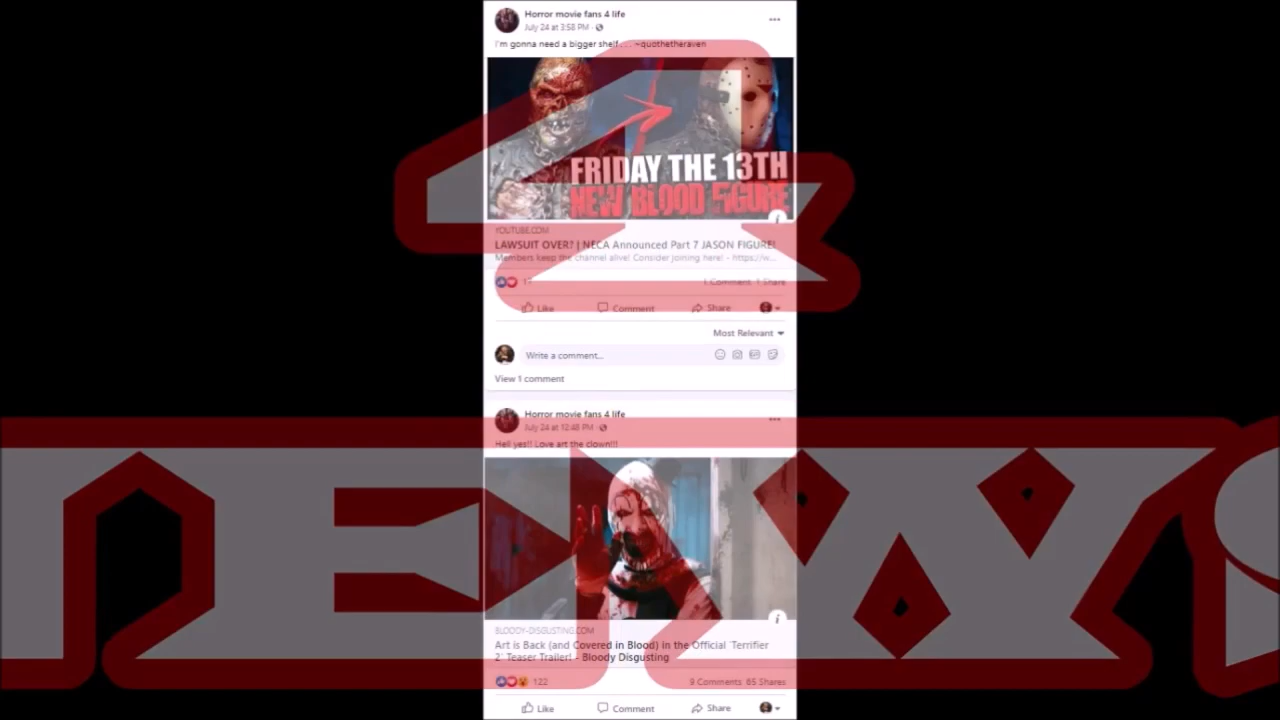 Horror movie fans 4 life
July 24 at 3:58 PM ·
I'm gonna need a bigger shelf . . . ~quothetheraven
FRIDAY THE 13TH
NEW BLOOD FIGURE
YOUTUBE.COM
LAWSUIT OVER? | NECA Announced Part 7 JASON FIGURE!
Members keep the channel alive! Consider joining here! - https://w...
11
1 Comment 1 Share
Like Comment Share
Most Relevant
Write a comment...
View 1 comment
Horror movie fans 4 life
July 24 at 12:48 PM ·
Hell yes!! Love art the clown!!!
BLOODY-DISGUSTING.COM
Art is Back (and Covered in Blood) in the Official 'Terrifier
2' Teaser Trailer! - Bloody Disgusting
122
9 Comments 65 Shares
Like Comment Share